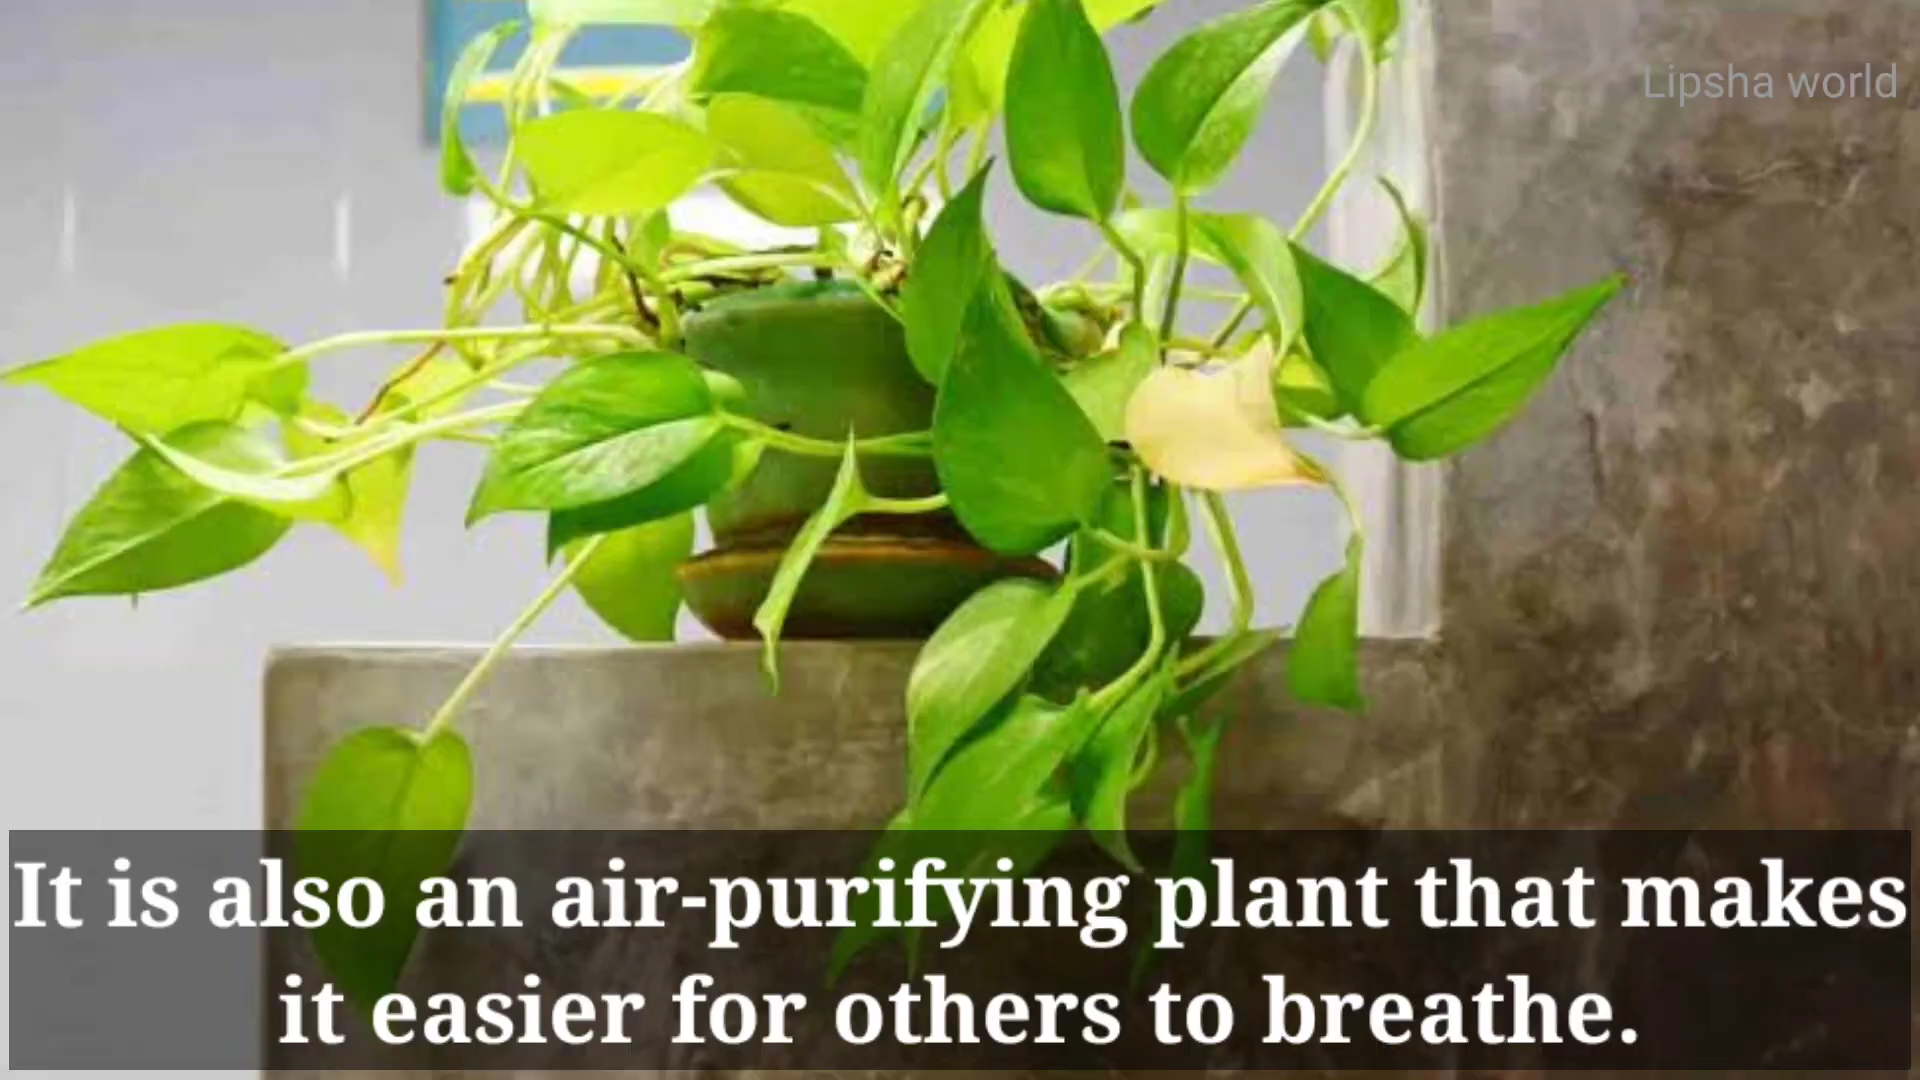 Lipsha world
It is also an air-purifying plant that makes
it easier for others to breathe.